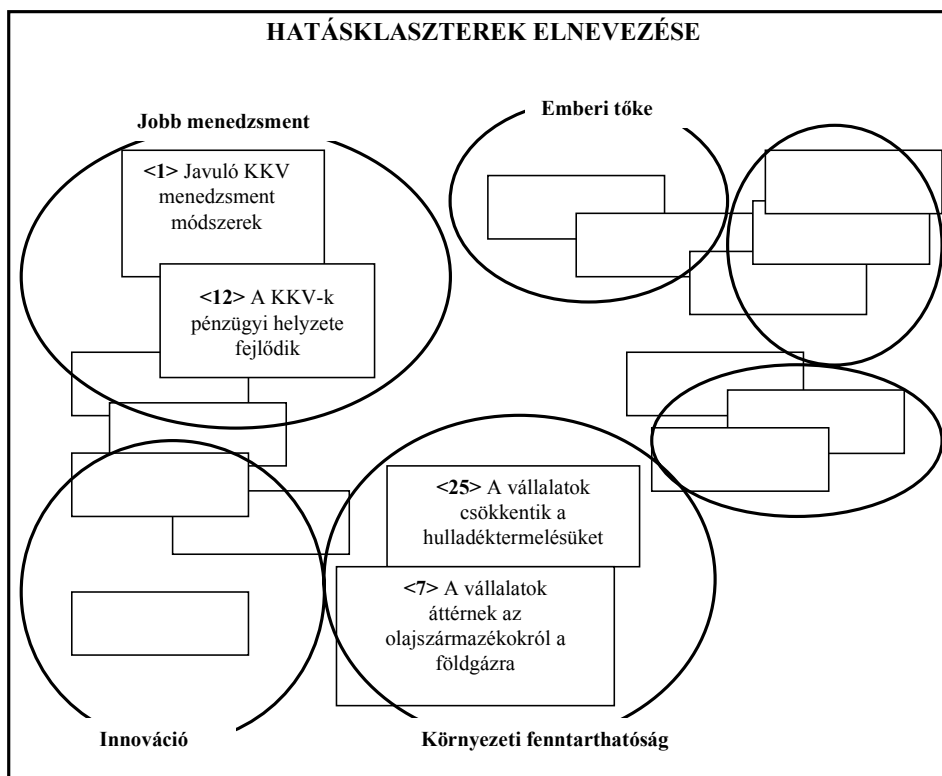 HATÁSKLASZTEREK ELNEVEZÉSE
Jobb menedzsment
Emberi tőke
<1> Javuló KKV
menedzsment
módszerek
<12> A KKV-k
pénzügyi helyzete
fejlődik
<25> A vállalatok
csökkentik a
hulladéktermelésüket
<7> A vállalatok
áttérnek az
olajszármazékokról a
földgázra
Innováció
Környezeti fenntarthatóság